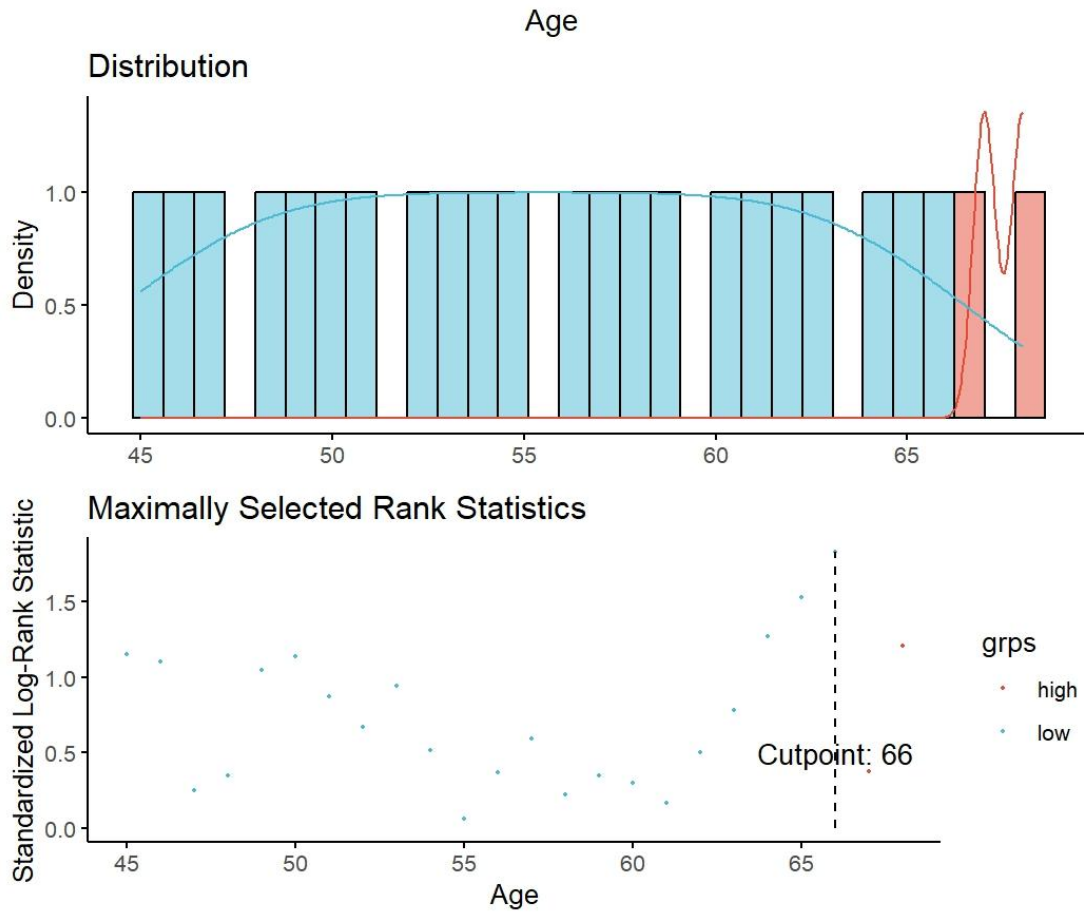 Age
Distribution
Density
1.0
0.5
0.0
45 50 55 60 65
Maximally Selected Rank Statistics
Standardized Log-Rank Statistic
1.5
1.0
0.5
0.0
Cutpoint: 66
45 50 55 60 65
Age
grps
high
low